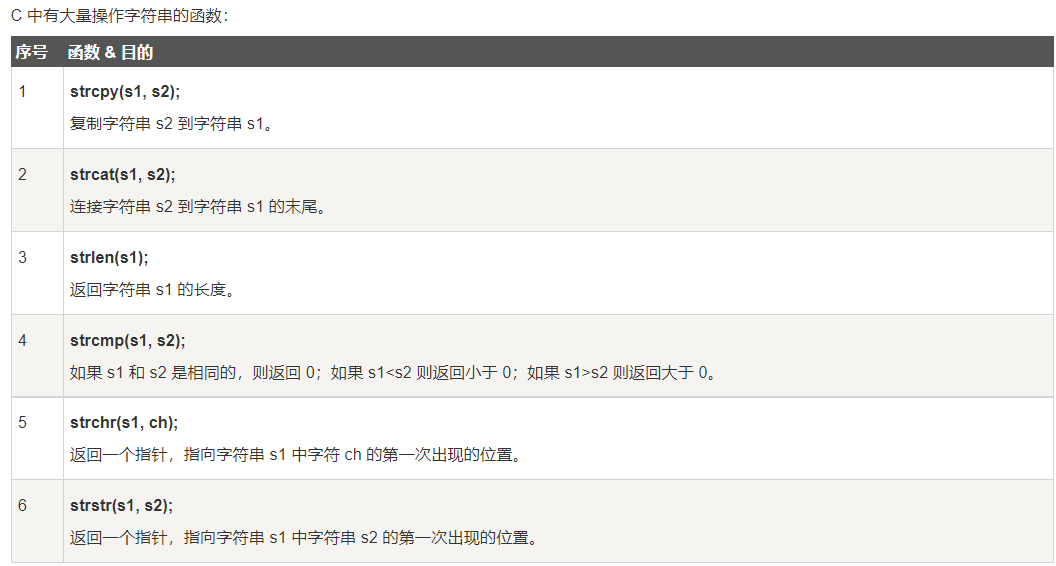 C 中有大量操作字符串的函数：
序号 函数 & 目的
1 strcpy(s1, s2);
复制字符串 s2 到字符串 s1。
2 strcat(s1, s2);
连接字符串 s2 到字符串 s1 的末尾。
3 strlen(s1);
返回字符串 s1 的长度。
4 strcmp(s1, s2);
如果 s1 和 s2 是相同的，则返回 0；如果 s1<s2 则返回小于 0；如果 s1>s2 则返回大于 0。
5 strchr(s1, ch);
返回一个指针，指向字符串 s1 中字符 ch 的第一次出现的位置。
6 strstr(s1, s2);
返回一个指针，指向字符串 s1 中字符串 s2 的第一次出现的位置。